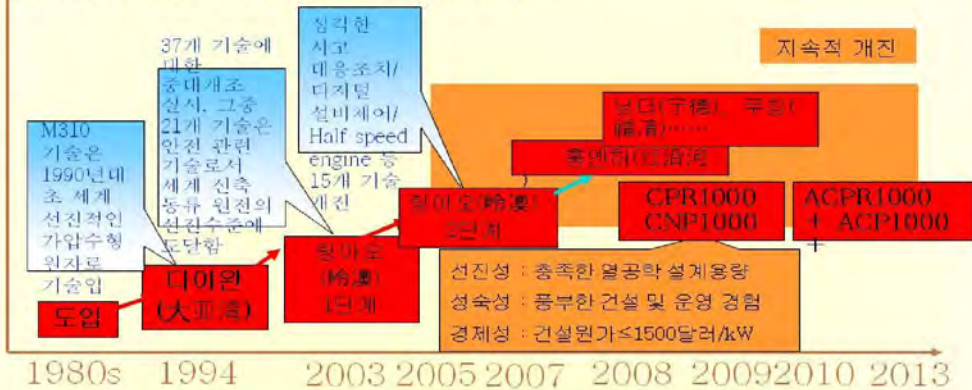 M310
기술은
1990년대
초 세계
선진적인
가압수형
원자로
기술임
37개 기술에
대한
중대개조
실시, 그중
21개 기술은
안전 관련
기술로서
세계 신축
동류 원전의
선진수준에
도달함
심각한
사고
대응조치/
디지털
설비제어/
Half speed
engine 등
15개 기술
개진
지속적 개진
닝더(宁德), 푸칭(
福清)……
훙옌허(红沿河
CPR1000
CNP1000
ACPR1000
+ ACP1000
+
도입
다야완
(大亚湾)
링아오
(岭澳)
1단계
링아오(岭澳)
2단계
선진성 : 충족한 열공학 설계용량
성숙성 : 풍부한 건설 및 운영 경험
경제성 : 건설원가≤1500달러/kW
1980s 1994 2003 2005 2007 2008 2009 2010 2013